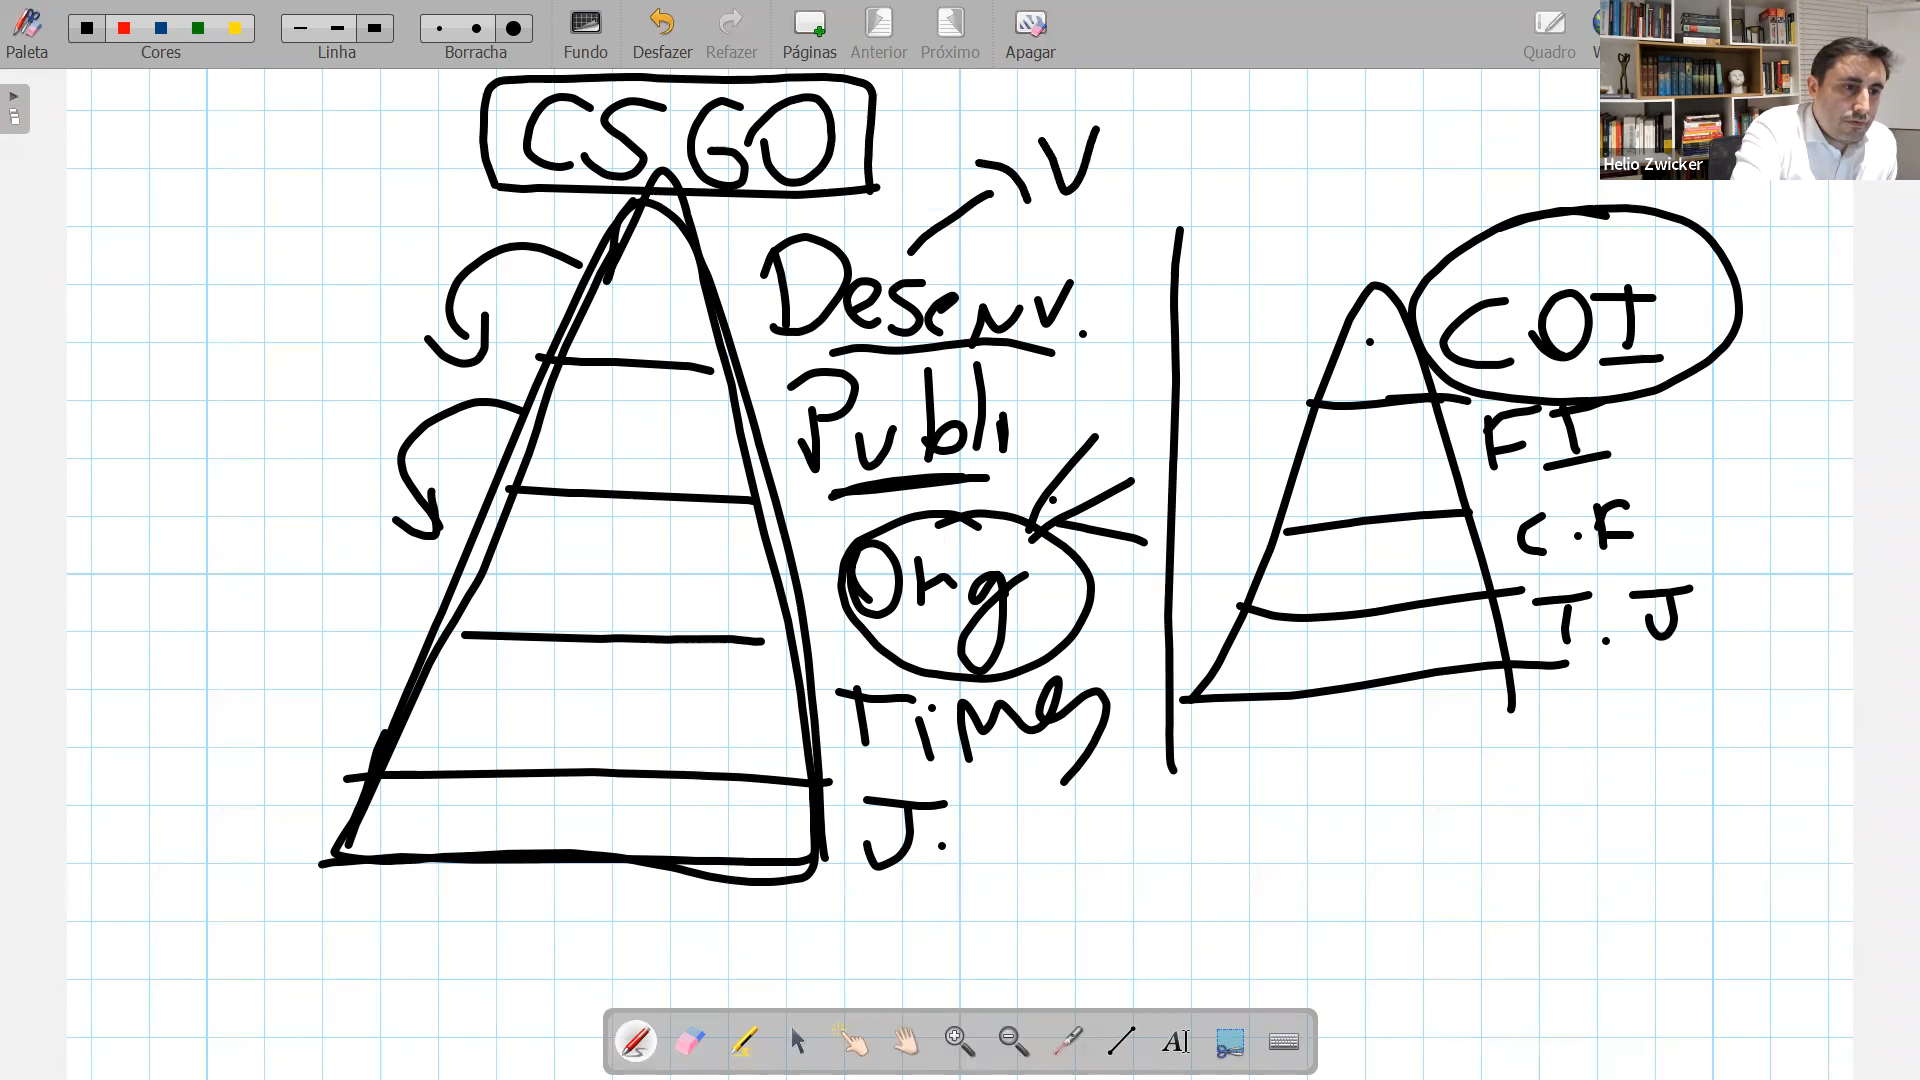 Paleta
Cores
Linha
Borracha
Fundo
Desfazer
Refazer
Páginas
Anterior
Próximo
Apagar
Quadro
Helio Zwicker
CSGO
V
Desenv.
Publi
Org
Times
J.
COI
FI
C.F
T.J